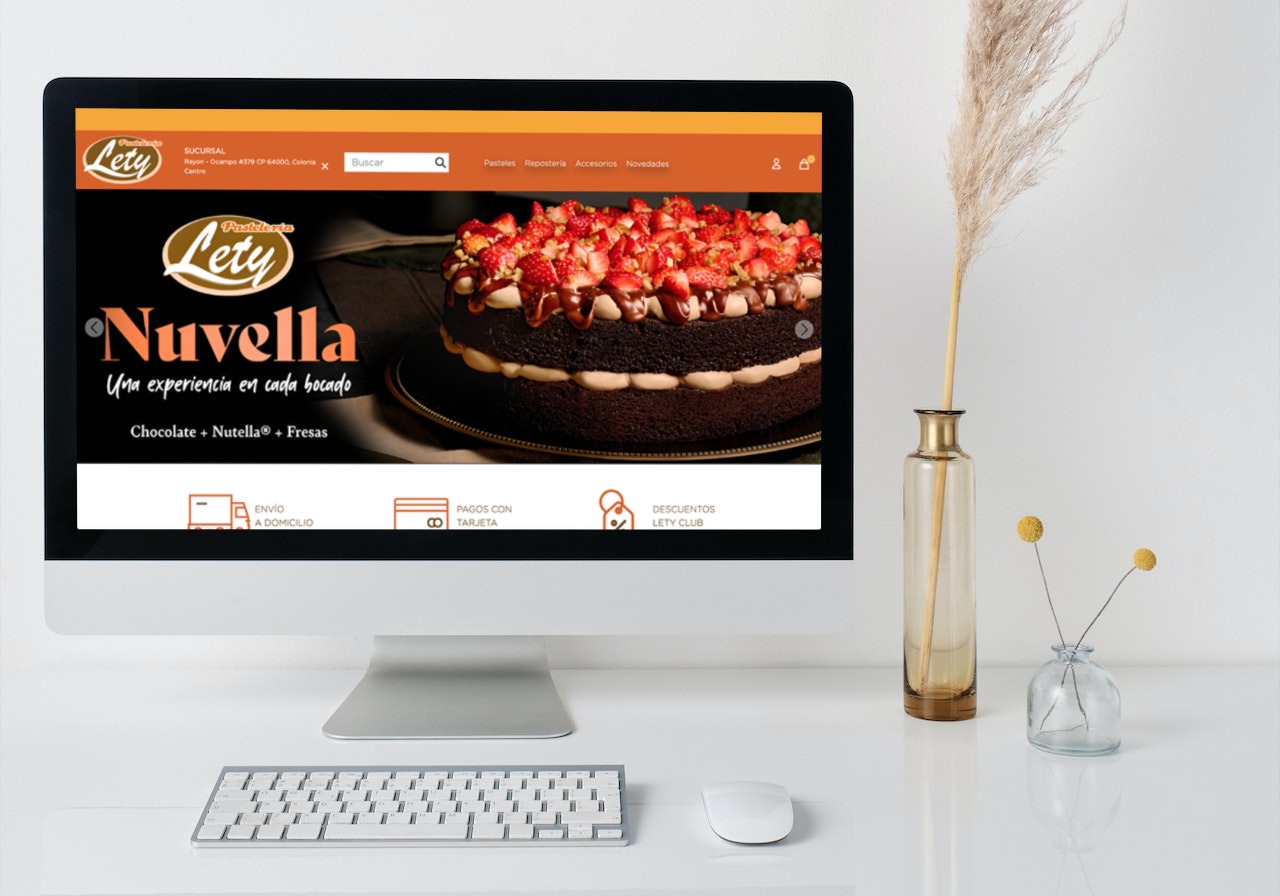 Pastelería
Lety
SUCURSAL
Rayon - Ocampo #379 CP 64000, Colonia
Centro
Buscar
Pasteles Repostería Accesorios Novedades
0
Pastelería
Lety
Nuvella
Una experiencia en cada bocado
Chocolate + Nutella® + Fresas
ENVÍO
A DOMICILIO
PAGOS CON
TARJETA
DESCUENTOS
LETY CLUB
%